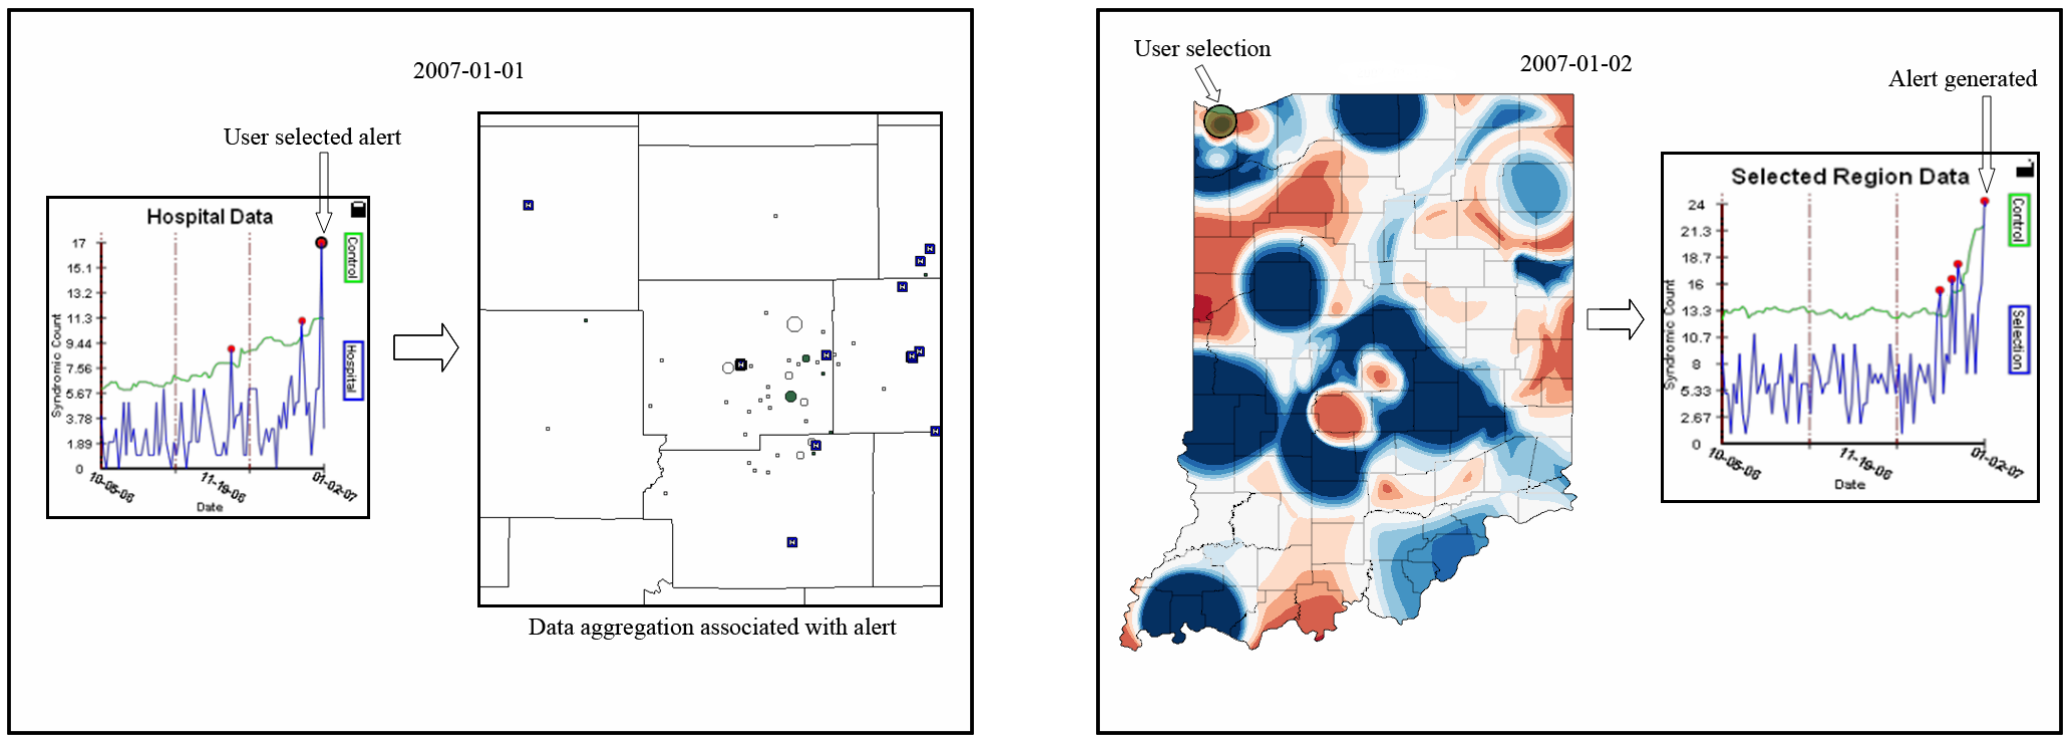 2007-01-01
User selected alert
Hospital Data
17
15.1
13.2
11.3
9.44
7.56
5.67
3.78
1.89
0
Syndromic Count
10-05-06
11-19-06
01-02-07
Date
Control
Hospital
N
N
N
N
N
N
N
N
N
N
N
Data aggregation associated with alert
User selection
2007-01-02
Alert generated
Selected Region Data
24
21.3
18.7
16
13.3
10.7
8
5.33
2.67
0
Syndromic Count
10-05-06
11-19-06
01-02-07
Date
Control
Selection